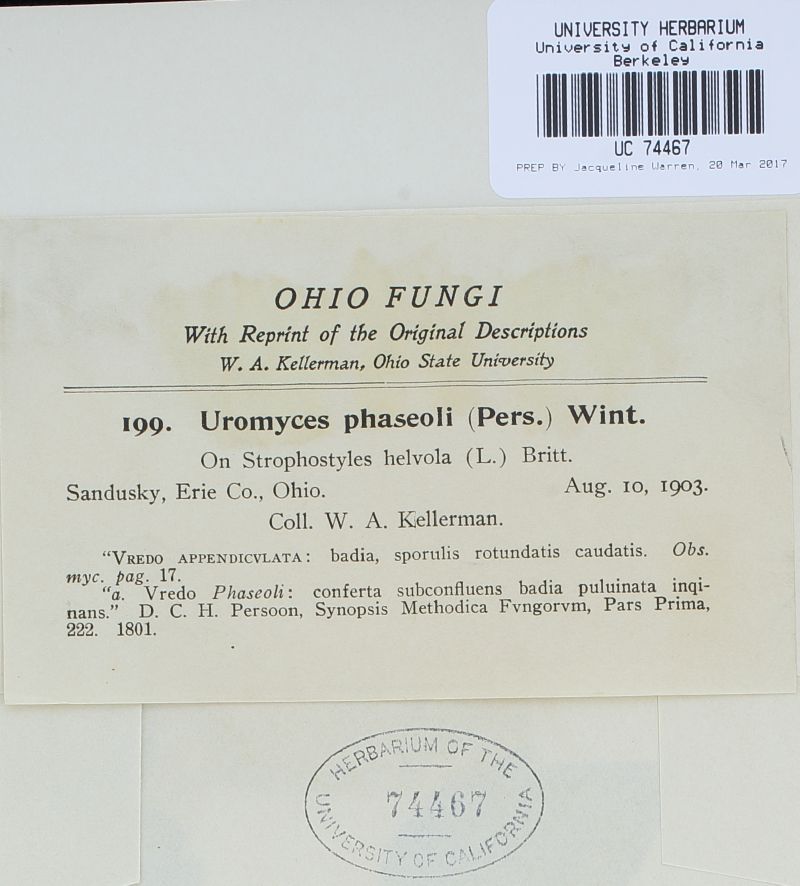 UNIVERSITY HERBARIUM
University of California
Berkeley
UC 74467
PREP BY Jacqueline Warren, 20 Mar 2017
OHIO FUNGI
With Reprint of the Original Descriptions
W. A. Kellerman, Ohio State University
199. Uromyces phaseoli (Pers.) Wint.
On Strophostyles helvola (L.) Britt.
Sandusky, Erie Co., Ohio. Aug. 10, 1903.
Coll. W. A. Kellerman.
“VREDO APPENDICVLATA: badia, sporulis rotundatis caudatis. Obs.
myc. pag. 17.
“a. Vredo Phaseoli: conferta subconfluens badia puluinata inqi-
nans.” D. C. H. Persoon, Synopsis Methodica Fvngorvm, Pars Prima,
222. 1801.
HERBARIUM OF THE
74467
UNIVERSITY OF CALIFORNIA